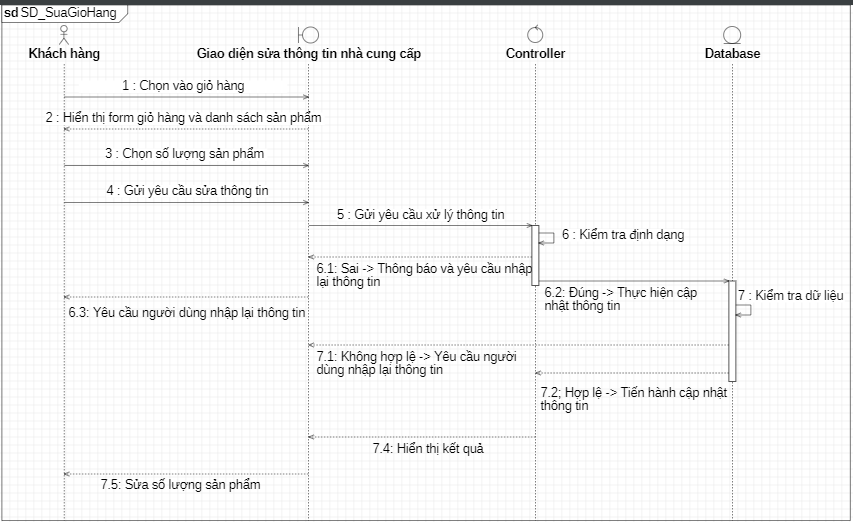 sd SD_SuaGioHang
Khách hàng
Giao diện sửa thông tin nhà cung cấp
Controller
Database
1 : Chọn vào giỏ hàng
2 : Hiển thị form giỏ hàng và danh sách sản phẩm
3 : Chọn số lượng sản phẩm
4 : Gửi yêu cầu sửa thông tin
5 : Gửi yêu cầu xử lý thông tin
6 : Kiểm tra định dạng
6.1: Sai -> Thông báo và yêu cầu nhập
lại thông tin
6.2: Đúng -> Thực hiện cập
nhật thông tin
7 : Kiểm tra dữ liệu
6.3: Yêu cầu người dùng nhập lại thông tin
7.1: Không hợp lệ -> Yêu cầu người
dùng nhập lại thông tin
7.2; Hợp lệ -> Tiến hành cập nhật
thông tin
7.4: Hiển thị kết quả
7.5: Sửa số lượng sản phẩm